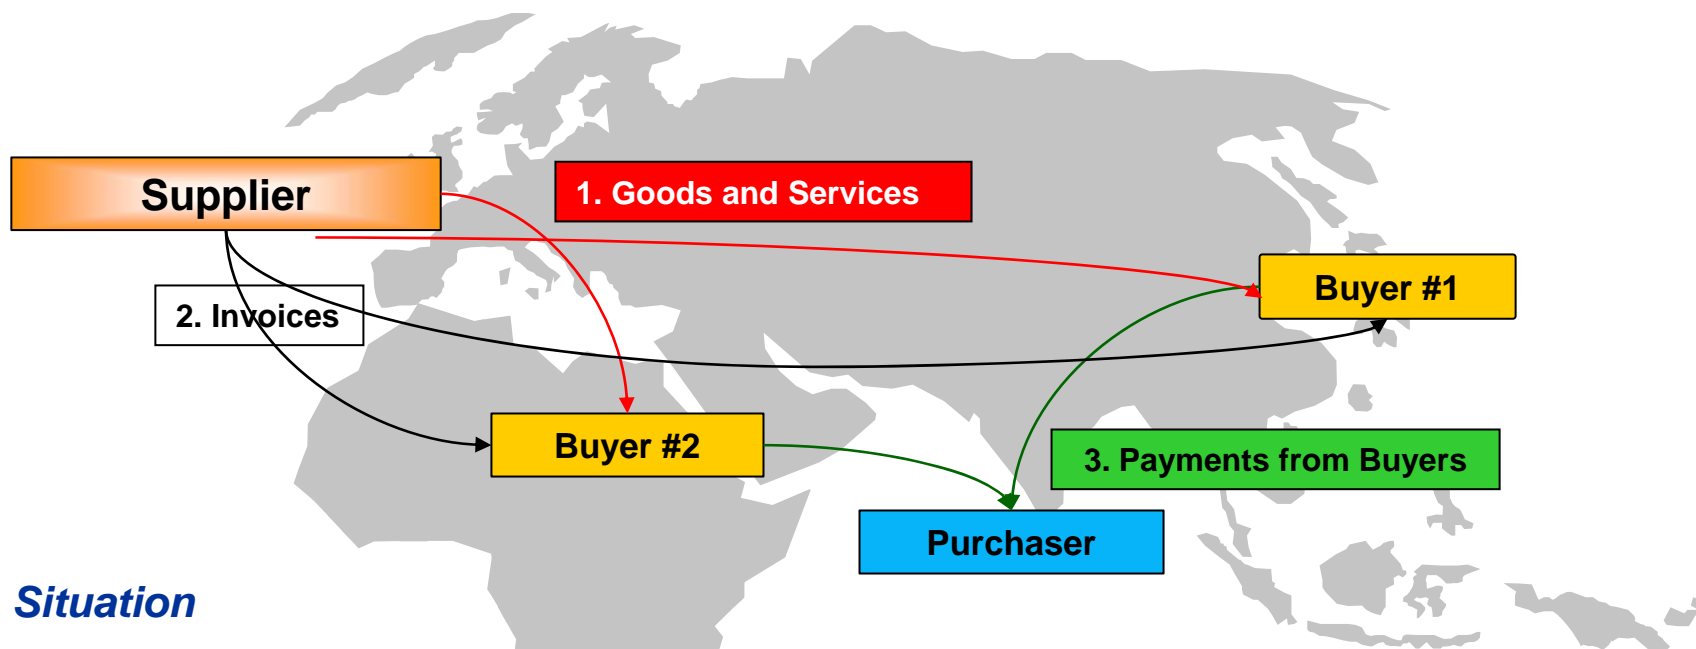 Supplier
1. Goods and Services
Buyer #1
2. Invoices
Buyer #2
3. Payments from Buyers
Purchaser
Situation